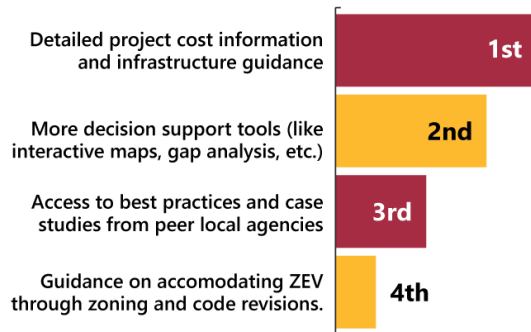 Detailed project cost information
and infrastructure guidance
1st
More decision support tools (like
interactive maps, gap analysis, etc.)
2nd
Access to best practices and case
studies from peer local agencies
3rd
Guidance on accomodating ZEV
through zoning and code revisions.
4th